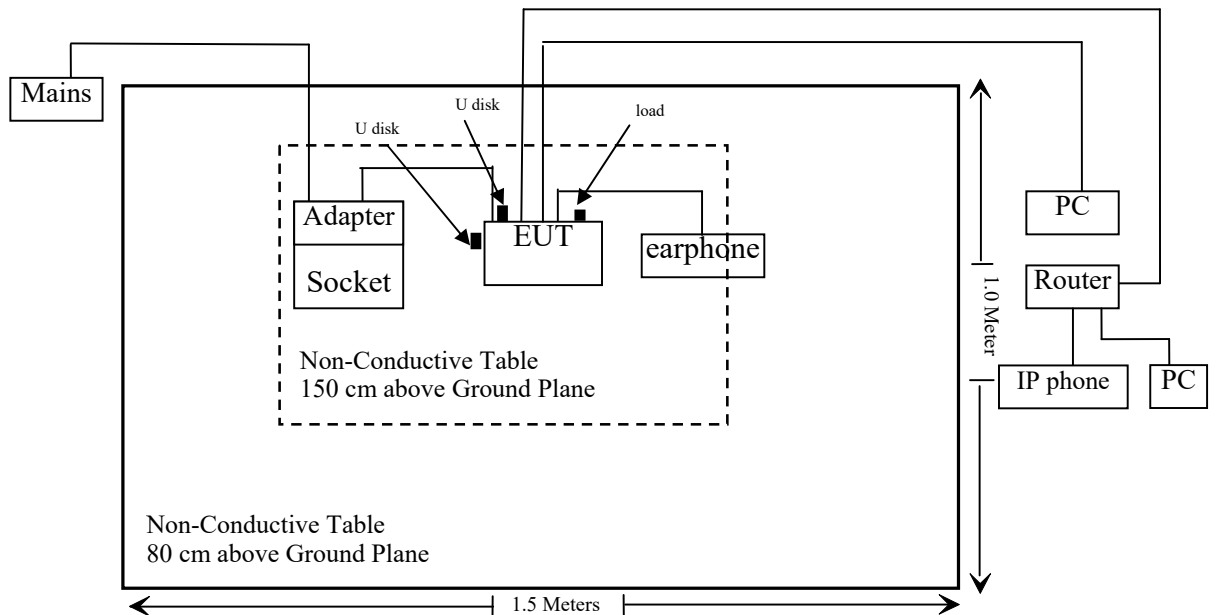 Mains
U disk
U disk
load
Adapter
Socket
EUT
earphone
PC
Router
1.0 Meter
IP phone
PC
Non-Conductive Table
150 cm above Ground Plane
Non-Conductive Table
80 cm above Ground Plane
1.5 Meters